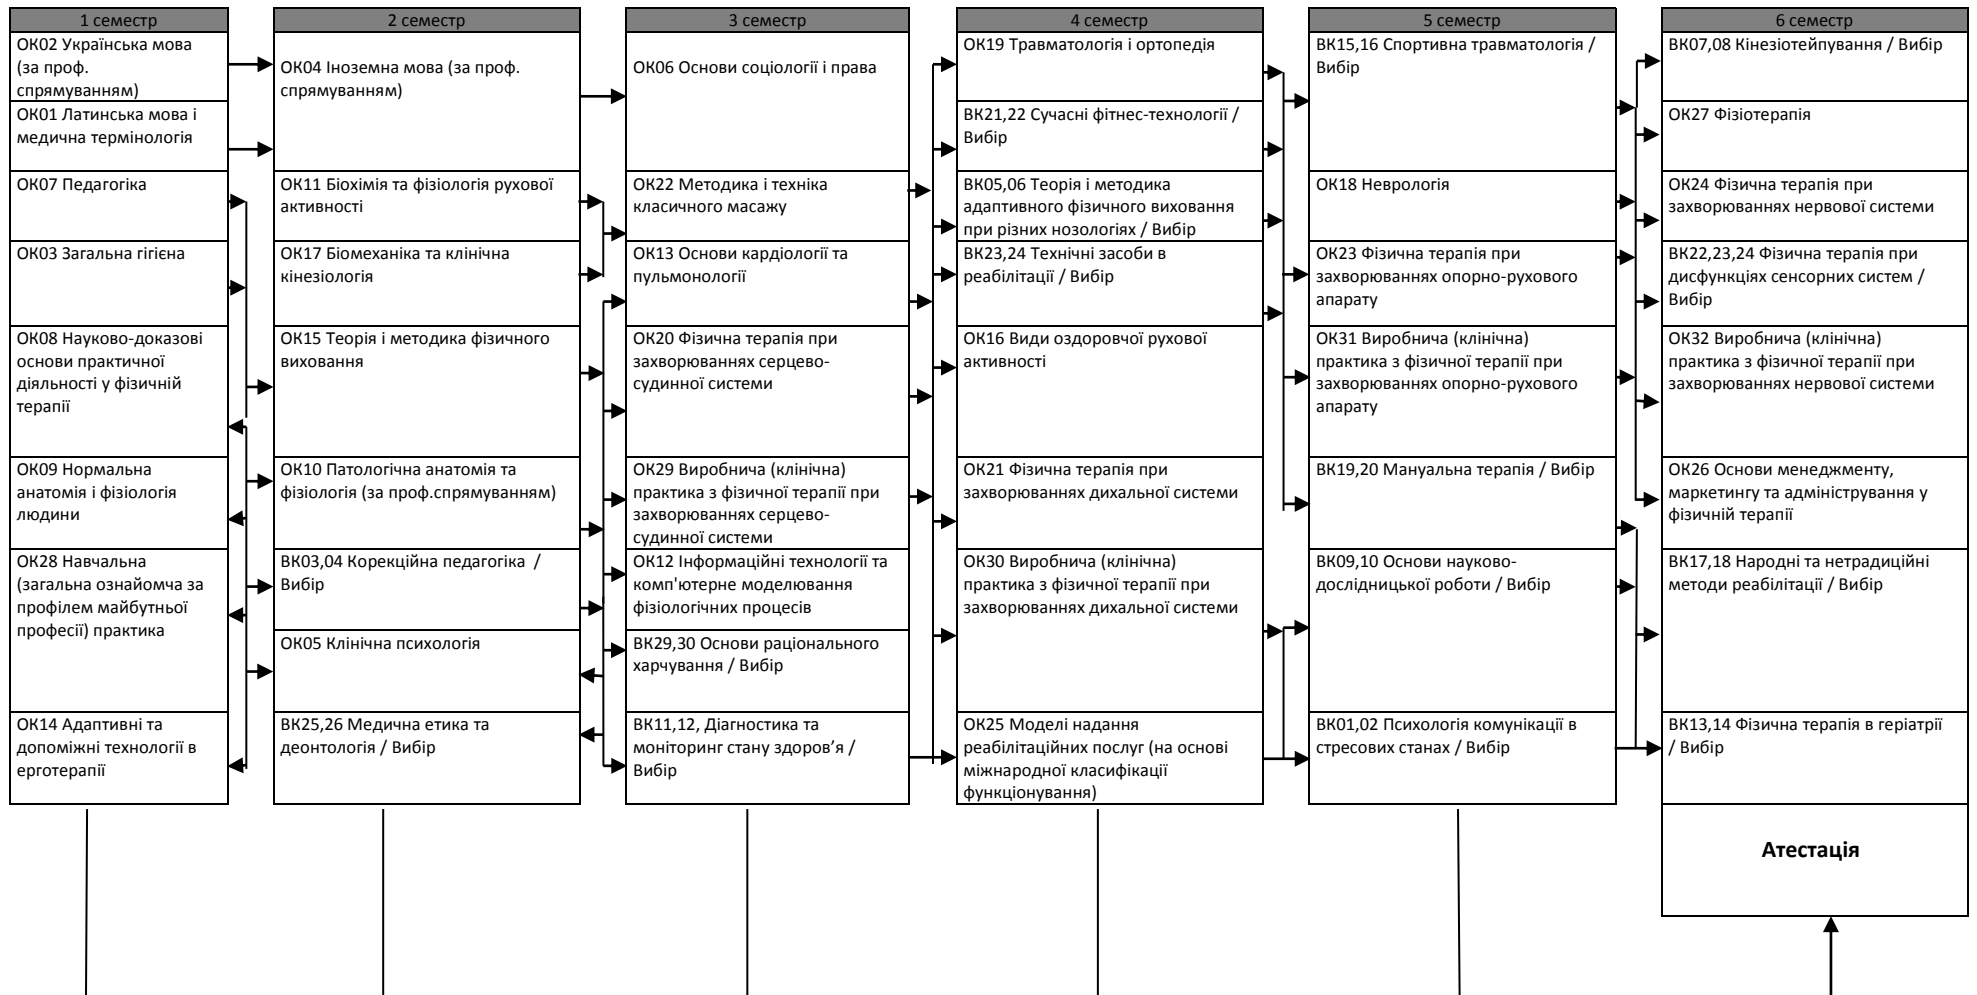 1 семестр
ОК02 Українська мова
(за проф.
спрямуванням)
ОК01 Латинська мова і
медична термінологія
ОК07 Педагогіка
ОК03 Загальна гігієна
ОК08 Науково-доказові
основи практичної
діяльності у фізичній
терапії
ОК09 Нормальна
анатомія і фізіологія
людини
ОК28 Навчальна
(загальна ознайомча за
профілем майбутньої
професії) практика
ОК14 Адаптивні та
допоміжні технології в
ерготерапії
2 семестр
ОК04 Іноземна мова (за проф.
спрямуванням)
ОК11 Біохімія та фізіологія рухової
активності
ОК17 Біомеханіка та клінічна
кінезіологія
ОК15 Теорія і методика фізичного
виховання
ОК10 Патологічна анатомія та
фізіологія (за проф.спрямуванням)
ВК03,04 Корекційна педагогіка /
Вибір
ОК05 Клінічна психологія
ВК25,26 Медична етика та
деонтологія / Вибір
3 семестр
ОК06 Основи соціології і права
ОК22 Методика і техніка
класичного масажу
ОК13 Основи кардіології та
пульмонології
ОК20 Фізична терапія при
захворюваннях серцево-
судинної системи
ОК29 Виробнича (клінічна)
практика з фізичної терапії при
захворюваннях серцево-
судинної системи
ОК12 Інформаційні технології та
комп'ютерне моделювання
фізіологічних процесів
ВК29,30 Основи раціонального
харчування / Вибір
ВК11,12, Діагностика та
моніторинг стану здоров’я /
Вибір
4 семестр
ОК19 Травматологія і ортопедія
ВК21,22 Сучасні фітнес-технології /
Вибір
ВК05,06 Теорія і методика
адаптивного фізичного виховання
при різних нозологіях / Вибір
ВК23,24 Технічні засоби в
реабілітації / Вибір
ОК16 Види оздоровчої рухової
активності
ОК21 Фізична терапія при
захворюваннях дихальної системи
ОК30 Виробнича (клінічна)
практика з фізичної терапії при
захворюваннях дихальної системи
ОК25 Моделі надання
реабілітаційних послуг (на основі
міжнародної класифікації
функціонування)
5 семестр
ВК15,16 Спортивна травматологія /
Вибір
ОК18 Неврологія
ОК23 Фізична терапія при
захворюваннях опорно-рухового
апарату
ОК31 Виробнича (клінічна)
практика з фізичної терапії при
захворюваннях опорно-рухового
апарату
ВК19,20 Мануальна терапія / Вибір
ВК09,10 Основи науково-
дослідницької роботи / Вибір
ВК01,02 Психологія комунікації в
стресових станах / Вибір
6 семестр
ВК07,08 Кінезіотейпування / Вибір
ОК27 Фізіотерапія
ОК24 Фізична терапія при
захворюваннях нервової системи
ВК22,23,24 Фізична терапія при
дисфункціях сенсорних систем /
Вибір
ОК32 Виробнича (клінічна)
практика з фізичної терапії при
захворюваннях нервової системи
ОК26 Основи менеджменту,
маркетингу та адміністрування у
фізичній терапії
ВК17,18 Народні та нетрадиційні
методи реабілітації / Вибір
ВК13,14 Фізична терапія в геріатрії
/ Вибір
Атестація